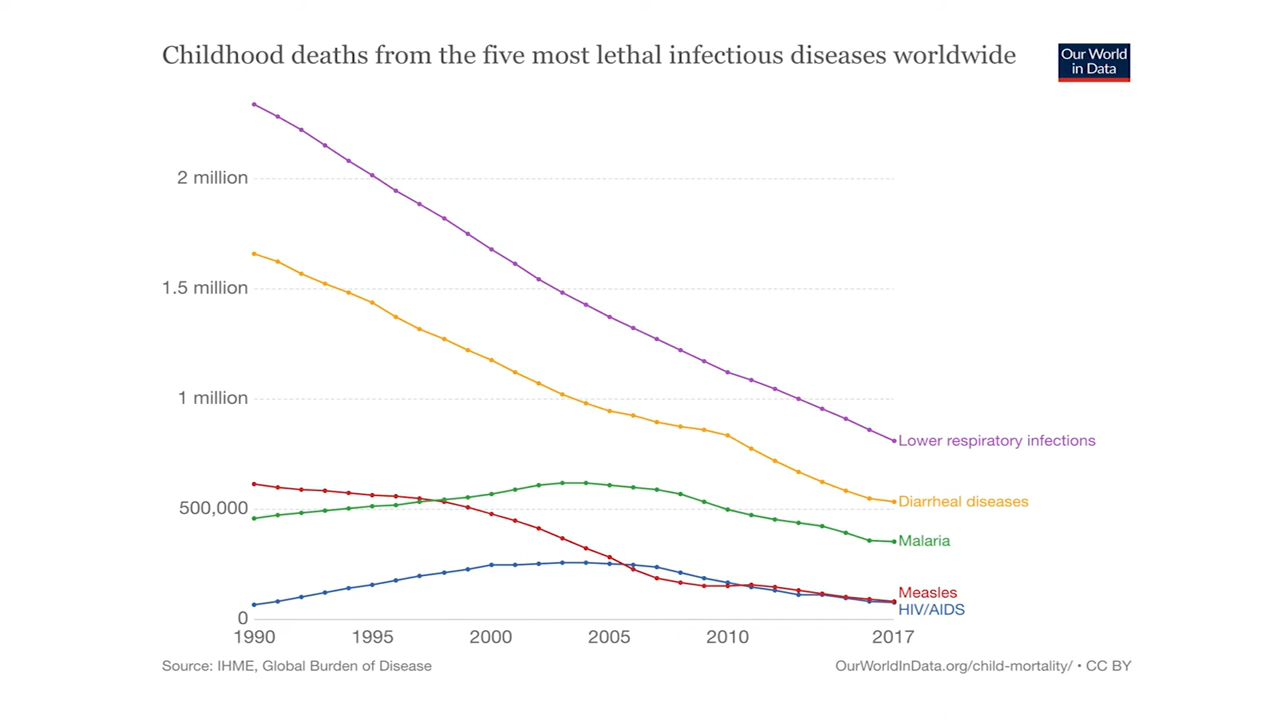 Childhood deaths from the five most lethal infectious diseases worldwide
Our World
in Data
2 million
1.5 million
1 million
500,000
0
Lower respiratory infections
Diarrheal diseases
Malaria
Measles
HIV/AIDS
1990
1995
2000
2005
2010
2017
Source: IHME, Global Burden of Disease
OurWorldInData.org/child-mortality/ • CC BY